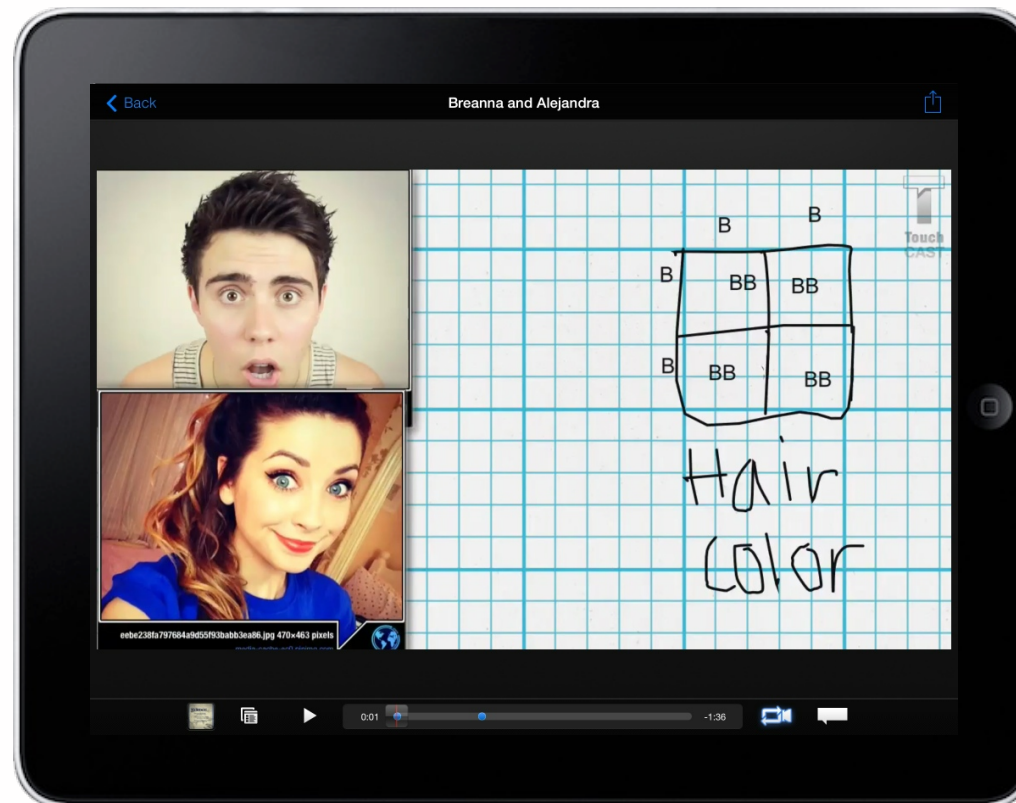 Back
Breanna and Alejandra
Touch
CAST
B B
B BB BB
B BB BB
Hair
color
eebe238fa797684a9d55f93babb3ea86.jpg 470×463 pixels
0:01
-1:36